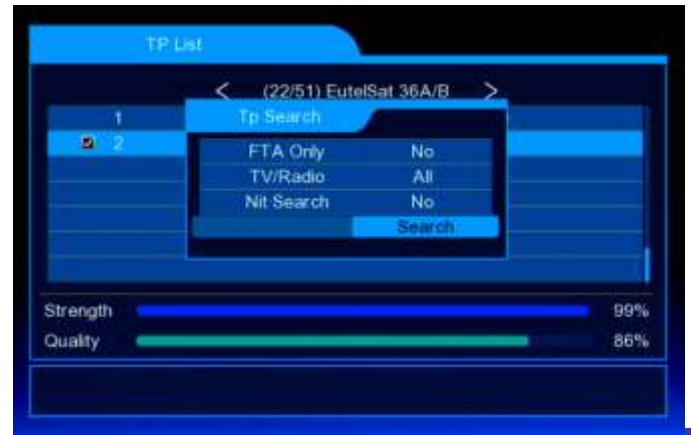 TP List
< (22/51) EutelSat 36A/B >
1
Tp Search
2
FTA Only No
TV/Radio All
Nit Search No
Search
Strength 99%
Quality 86%